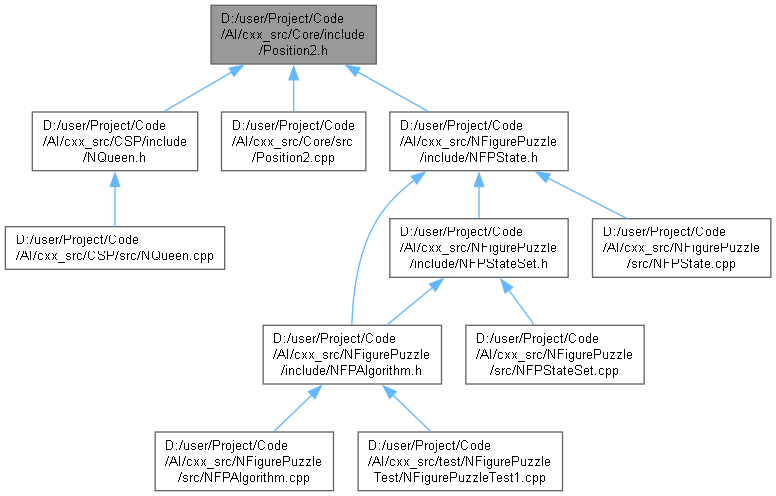 D:/user/Project/Code
/AI/cxx_src/Core/include
/Position2.h
D:/user/Project/Code
/AI/cxx_src/CSP/include
/NQueen.h
D:/user/Project/Code
/AI/cxx_src/Core/src
/Position2.cpp
D:/user/Project/Code
/AI/cxx_src/NFigurePuzzle
/include/NFPState.h
D:/user/Project/Code
/AI/cxx_src/CSP/src/NQueen.cpp
D:/user/Project/Code
/AI/cxx_src/NFigurePuzzle
/include/NFPStateSet.h
D:/user/Project/Code
/AI/cxx_src/NFigurePuzzle
/src/NFPState.cpp
D:/user/Project/Code
/AI/cxx_src/NFigurePuzzle
/include/NFPAlgorithm.h
D:/user/Project/Code
/AI/cxx_src/NFigurePuzzle
/src/NFPStateSet.cpp
D:/user/Project/Code
/AI/cxx_src/NFigurePuzzle
/src/NFPAlgorithm.cpp
D:/user/Project/Code
/AI/cxx_src/test/NFigurePuzzle
Test/NFigurePuzzleTest1.cpp